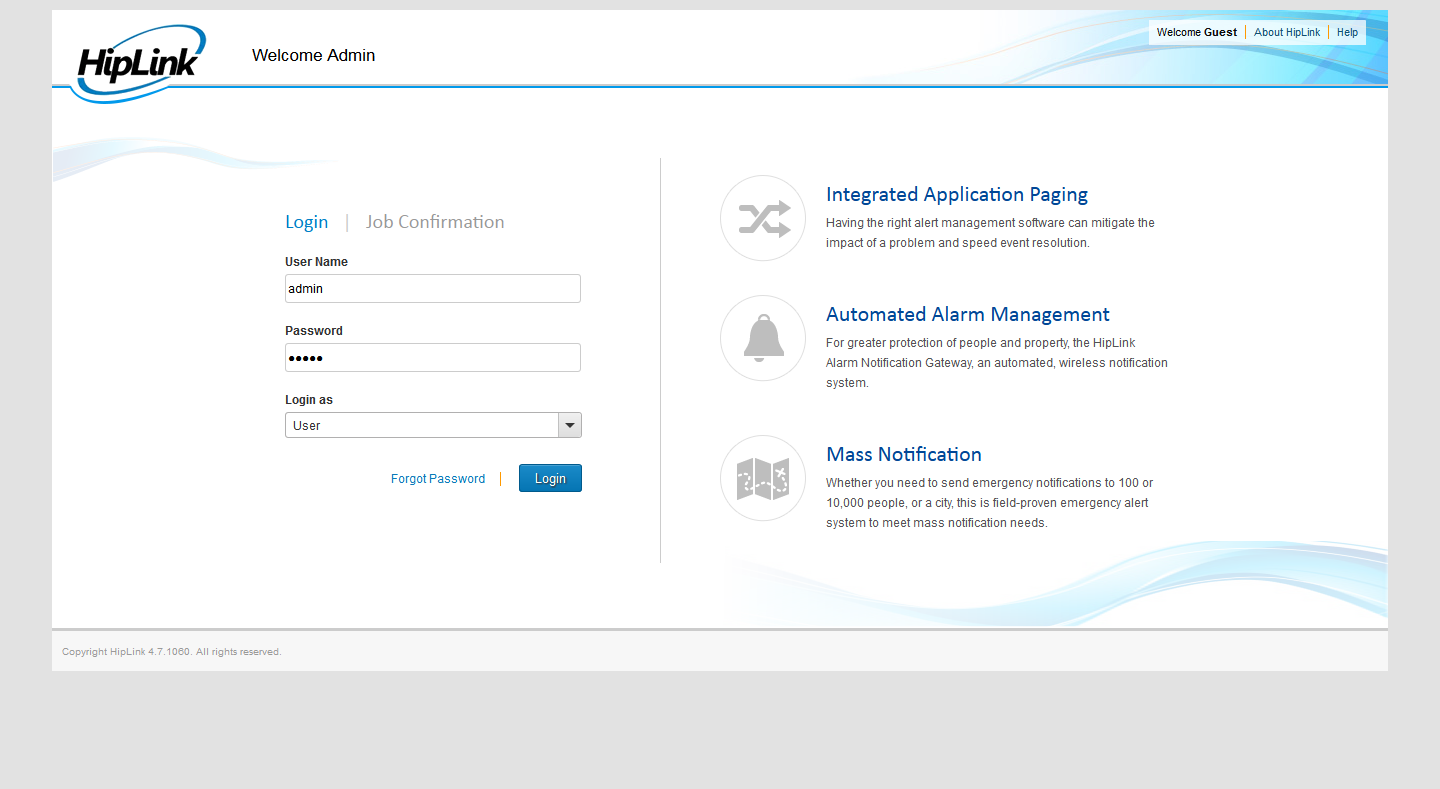 HipLink
Welcome Admin
Welcome Guest | About HipLink | Help
Login | Job Confirmation
User Name
admin
Password
●●●●●
Login as
User
Forgot Password | Login
Integrated Application Paging
Having the right alert management software can mitigate the
impact of a problem and speed event resolution.
Automated Alarm Management
For greater protection of people and property, the HipLink
Alarm Notification Gateway, an automated, wireless notification
system.
Mass Notification
Whether you need to send emergency notifications to 100 or
10,000 people, or a city, this is field-proven emergency alert
system to meet mass notification needs.
Copyright HipLink 4.7.1060. All rights reserved.